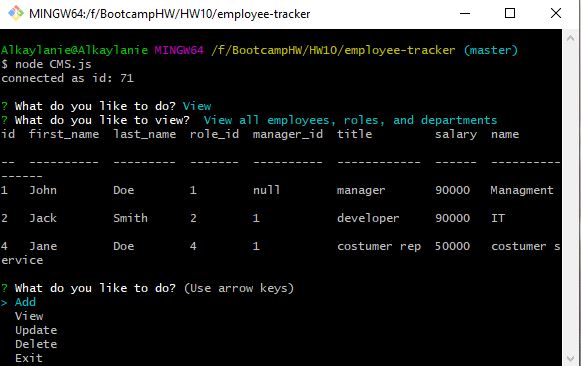 MINGW64:/f/BootcampHW/HW10/employee-tracker
Alkaylanie@Alkaylanie MINGW64 /f/BootcampHW/HW10/employee-tracker (master)
$ node CMS.js
connected as id: 71
? What do you like to do? View
? What do you like to view?  View all employees, roles, and departments
id  first_name  last_name  role_id  manager_id  title         salary  name
--  ----------  ---------  -------  ----------  ------------  ------  ----------
------
1   John        Doe        1        null        manager       90000   Managment
2   Jack        Smith      2        1           developer     90000   IT
4   Jane        Doe        4        1           costumer rep  50000   costumer s
ervice
? What do you like to do? (Use arrow keys)
> Add
  View
  Update
  Delete
  Exit